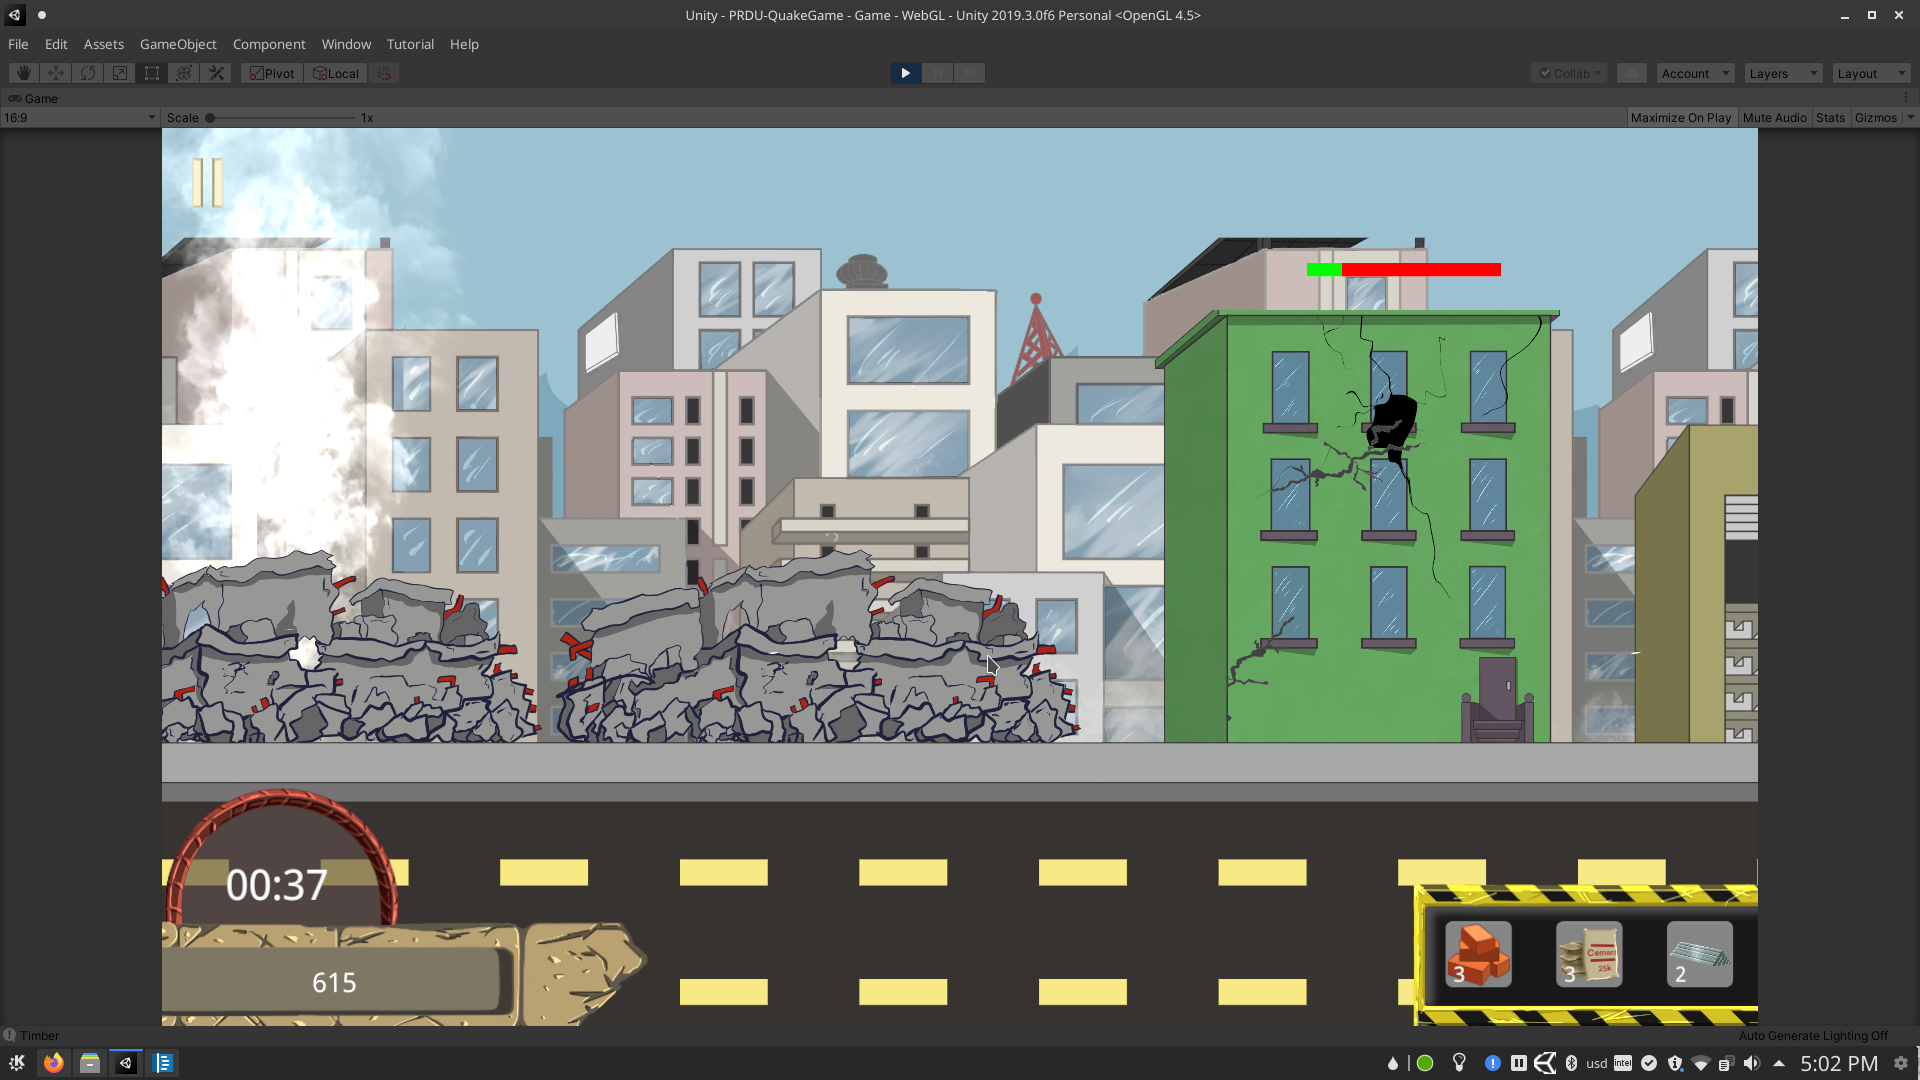 Unity - PRDU-QuakeGame - Game - WebGL - Unity 2019.3.0f6 Personal <OpenGL 4.5>
File Edit Assets GameObject Component Window Tutorial Help
Pivot Local Collab Account Layers Layout
Game
16:9 Scale 1x Maximize On Play Mute Audio Stats Gizmos
00:37
615
Cement
25k
3 3 2
Timber Auto Generate Lighting Off
usd intel 5:02 PM